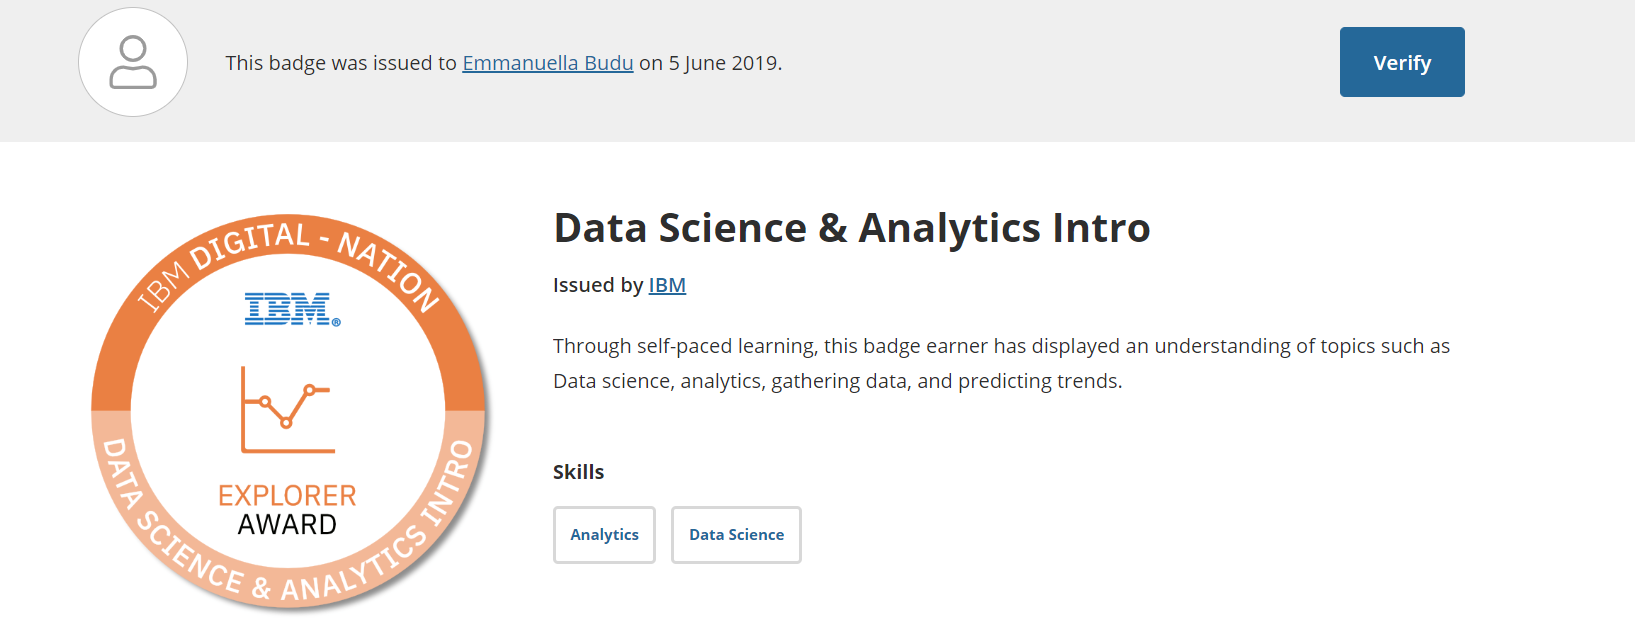 This badge was issued to Emmanuella Budu on 5 June 2019.
Verify
IBM DIGITAL - NATION
IBM®
EXPLORER
AWARD
DATA SCIENCE & ANALYTICS INTRO
Data Science & Analytics Intro
Issued by IBM
Through self-paced learning, this badge earner has displayed an understanding of topics such as
Data science, analytics, gathering data, and predicting trends.
Skills
Analytics
Data Science